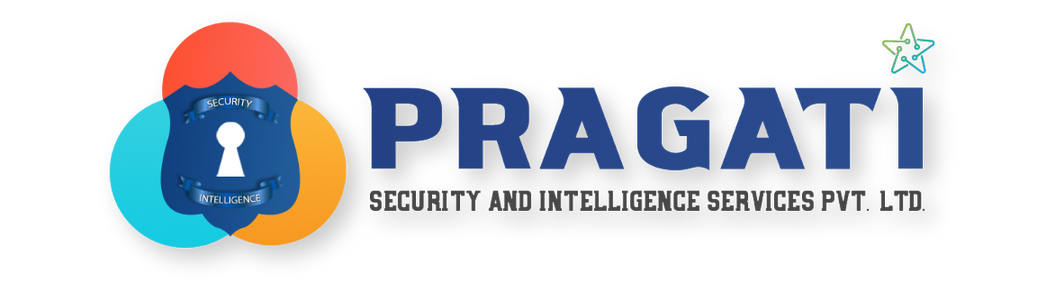 SECURITY
INTELLIGENCE
PRAGATI
SECURITY AND INTELLIGENCE SERVICES PVT. LTD.